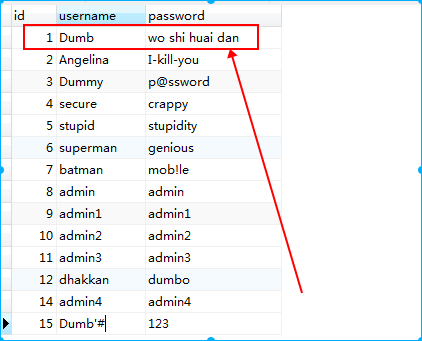 id username password
1 Dumb wo shi huai dan
2 Angelina I-kill-you
3 Dummy p@ssword
4 secure crappy
5 stupid stupidity
6 superman genious
7 batman mob!le
8 admin admin
9 admin1 admin1
10 admin2 admin2
11 admin3 admin3
12 dhakkan dumbo
14 admin4 admin4
15 Dumb'# 123